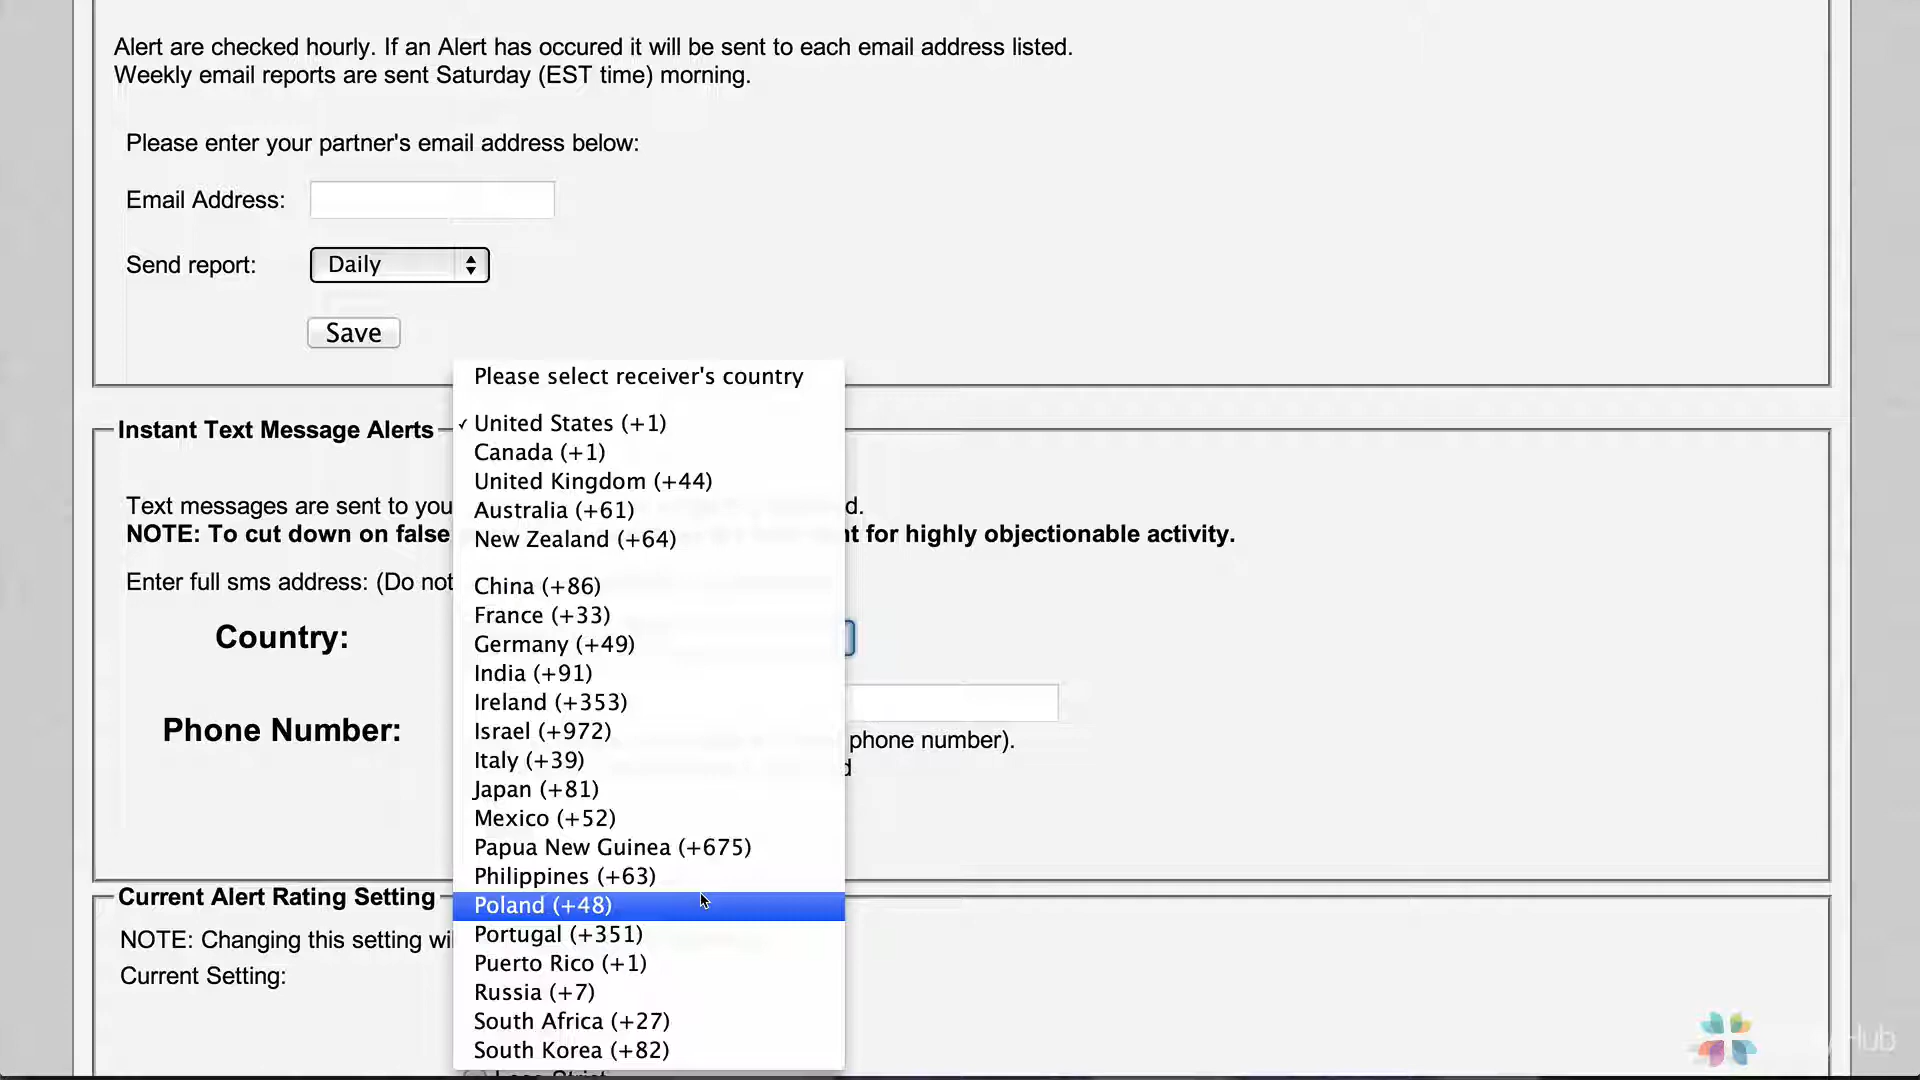 Alert are checked hourly. If an Alert has occured it will be sent to each email address listed.
Weekly email reports are sent Saturday (EST time) morning.
Please enter your partner's email address below:
Email Address:
Send report: Daily
Save
Please select receiver's country
Instant Text Message Alerts
✓ United States (+1)
Canada (+1)
United Kingdom (+44)
Text messages are sent to you
Australia (+61)
d.
NOTE: To cut down on false
New Zealand (+64)
t for highly objectionable activity.
Enter full sms address: (Do not
China (+86)
France (+33)
Country:
Germany (+49)
India (+91)
Ireland (+353)
Phone Number:
Israel (+972)
phone number).
Italy (+39)
d
Japan (+81)
Mexico (+52)
Papua New Guinea (+675)
Philippines (+63)
Current Alert Rating Setting
Poland (+48)
NOTE: Changing this setting wi
Portugal (+351)
Current Setting:
Puerto Rico (+1)
Russia (+7)
South Africa (+27)
Hub
South Korea (+82)